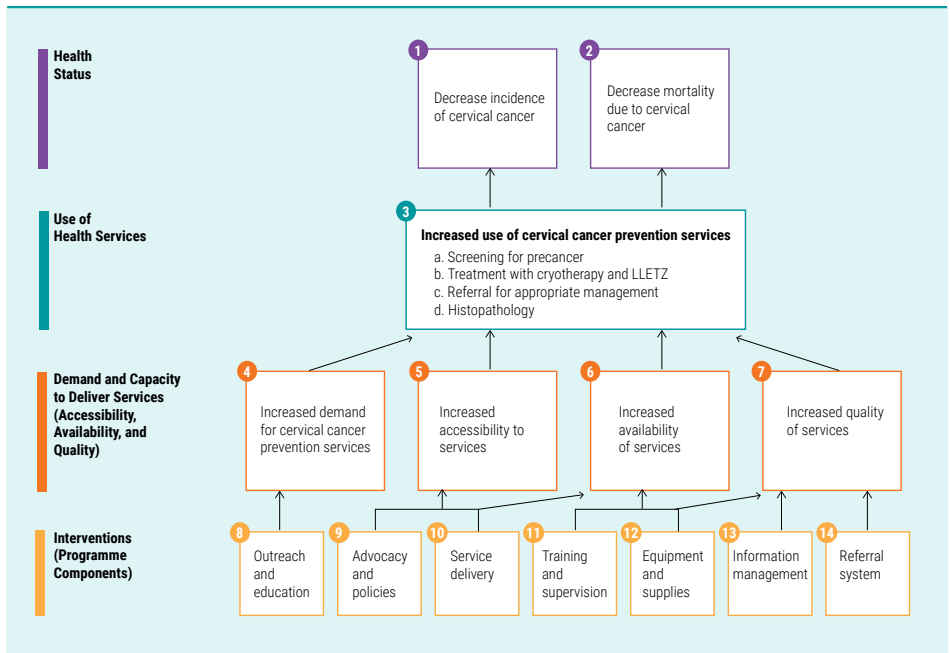 Health
Status
1
Decrease incidence
of cervical cancer
2
Decrease mortality
due to cervical
cancer
Use of
Health Services
3
Increased use of cervical cancer prevention services
a. Screening for precancer
b. Treatment with cryotherapy and LLETZ
c. Referral for appropriate management
d. Histopathology
Demand and Capacity
to Deliver Services
(Accessibility,
Availability, and
Quality)
4
Increased demand
for cervical cancer
prevention services
5
Increased
accessibility to
services
6
Increased
availability
of services
7
Increased quality
of services
Interventions
(Programme
Components)
8
Outreach
and
education
9
Advocacy
and
policies
10
Service
delivery
11
Training
and
supervision
12
Equipment
and
supplies
13
Information
management
14
Referral
system